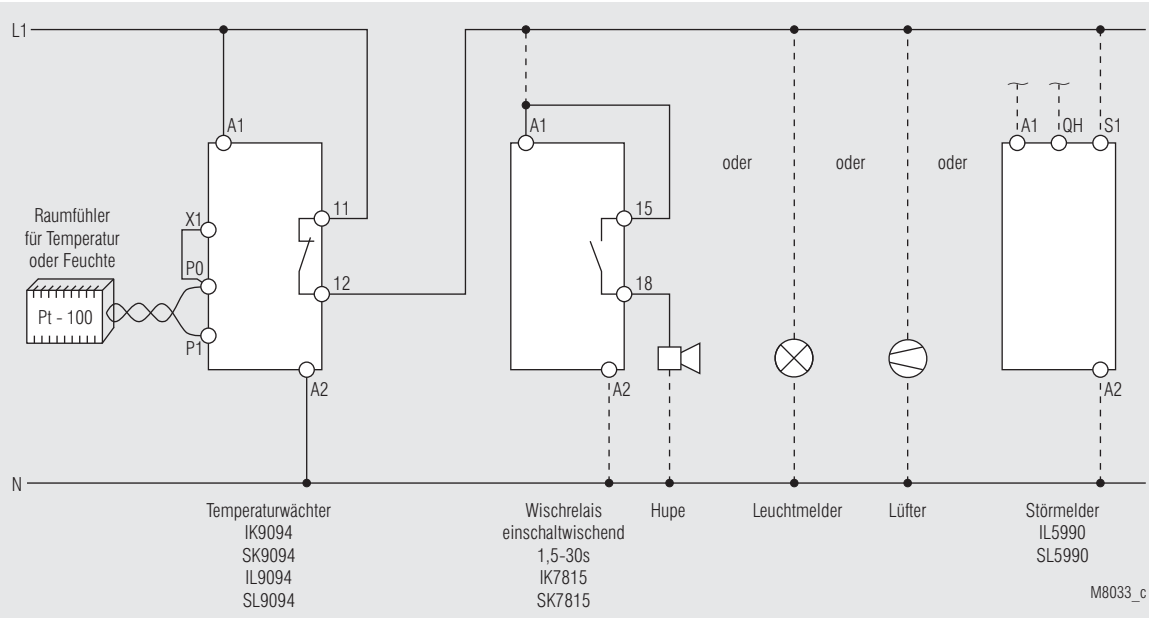 L1
A1
A1
A1
QH
S1
oder
oder
oder
11
15
X1
Raumfühler
für Temperatur
oder Feuchte
P0
12
18
Pt - 100
P1
A2
A2
A2
N
Temperaturwächter
IK9094
SK9094
IL9094
SL9094
Wischrelais
einschaltwischend
1,5-30s
IK7815
SK7815
Hupe
Leuchtmelder
Lüfter
Störmelder
IL5990
SL5990
M8033_c